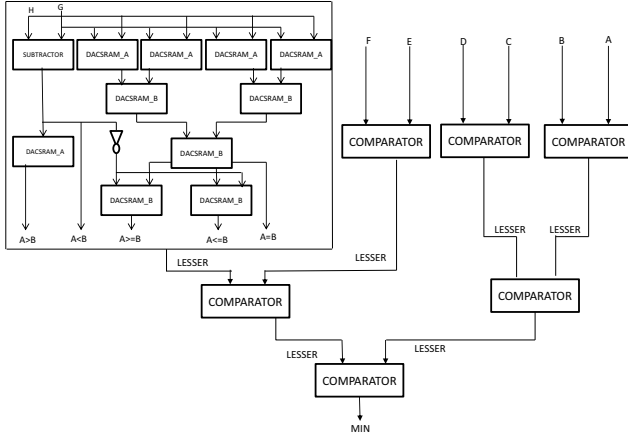 H G
SUBTRACTOR DACSRAM_A DACSRAM_A DACSRAM_A DACSRAM_A
DACSRAM_B DACSRAM_B
DACSRAM_A
DACSRAM_B
DACSRAM_B DACSRAM_B
A>B A<B A>=B A<=B A=B
F E D C B A
COMPARATOR COMPARATOR COMPARATOR
LESSER LESSER LESSER LESSER
COMPARATOR COMPARATOR
LESSER LESSER
COMPARATOR
MIN